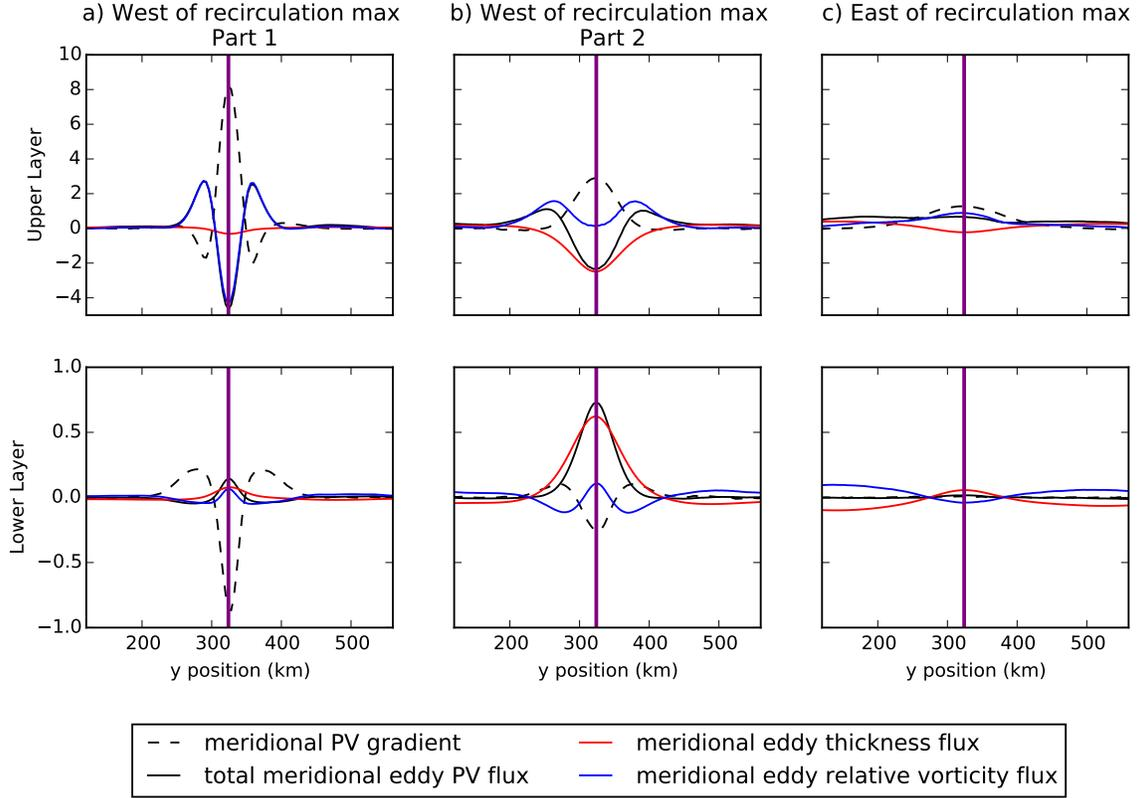 a) West of recirculation max
Part 1
b) West of recirculation max
Part 2
c) East of recirculation max
Upper Layer
10
8
6
4
2
0
−2
−4
Lower Layer
1.0
0.5
0.0
−0.5
−1.0
200 300 400 500
200 300 400 500
200 300 400 500
y position (km)
y position (km)
y position (km)
meridional PV gradient
total meridional eddy PV flux
meridional eddy thickness flux
meridional eddy relative vorticity flux